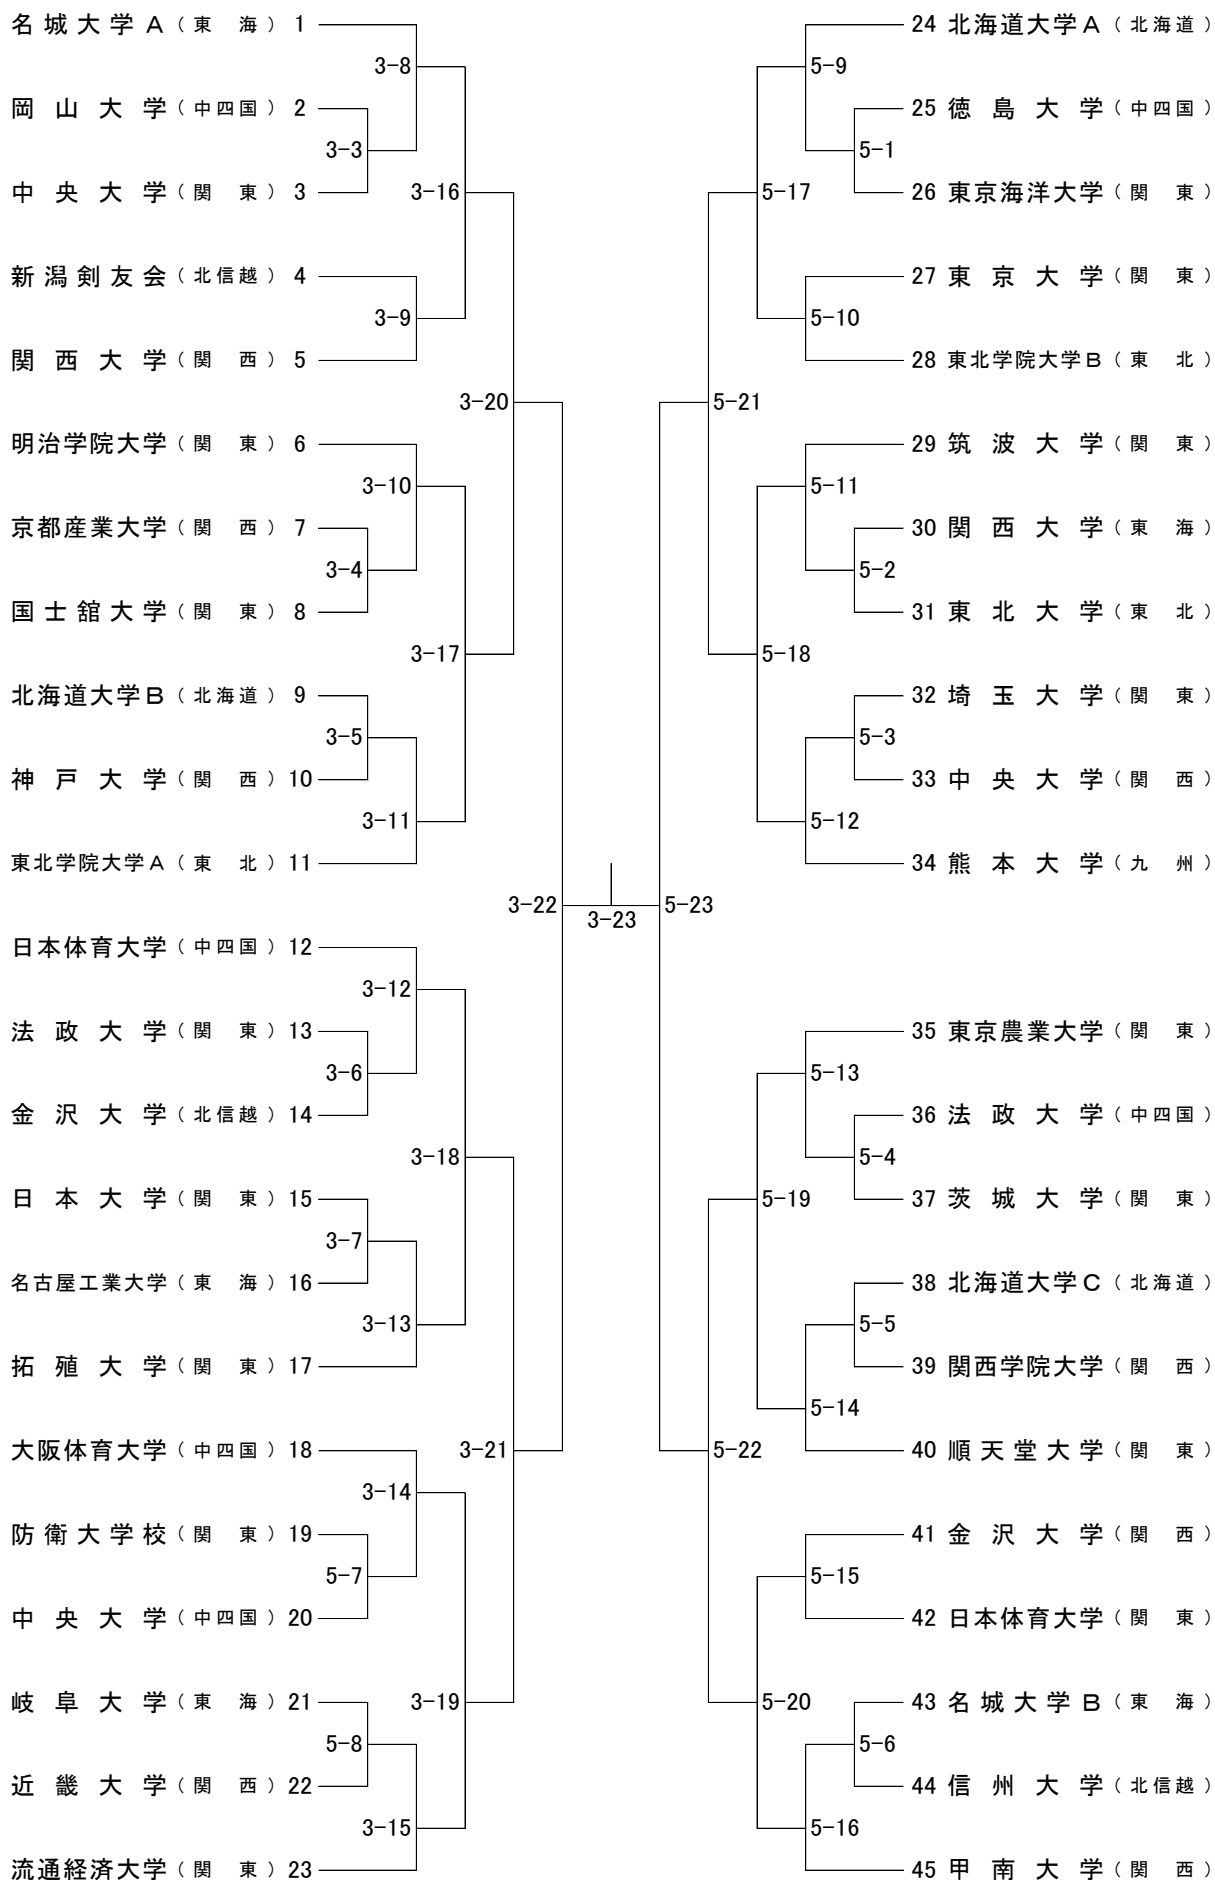 名城大学A（東 海）1
3-8
岡山大学（中四国）2
3-3
中央大学（関 東）3
3-16
新潟剣友会（北信越）4
3-9
関西大学（関 西）5
3-20
明治学院大学（関 東）6
3-10
京都産業大学（関 西）7
3-4
国士舘大学（関 東）8
3-17
北海道大学B（北海道）9
3-5
神戸大学（関 西）10
3-11
東北学院大学A（東 北）11
3-22
日本体育大学（中四国）12
3-12
法政大学（関 東）13
3-6
金沢大学（北信越）14
3-18
日本大学（関 東）15
3-7
名古屋工業大学（東 海）16
3-13
拓殖大学（関 東）17
大阪体育大学（中四国）18
3-21
3-14
防衛大学校（関 東）19
5-7
中央大学（中四国）20
岐阜大学（東 海）21
3-19
5-8
近畿大学（関 西）22
3-15
流通経済大学（関 東）23
3-23
24 北海道大学A（北海道）
5-9
25 徳島大学（中四国）
5-1
26 東京海洋大学（関 東）
5-17
27 東京大学（関 東）
5-10
28 東北学院大学B（東 北）
5-21
29 筑波大学（関 東）
5-11
30 関西大学（東 海）
5-2
31 東北大学（東 北）
5-18
32 埼玉大学（関 東）
5-3
33 中央大学（関 西）
5-12
34 熊本大学（九 州）
5-23
35 東京農業大学（関 東）
5-13
36 法政大学（中四国）
5-4
37 茨城大学（関 東）
5-19
38 北海道大学C（北海道）
5-5
39 関西学院大学（関 西）
5-14
40 順天堂大学（関 東）
5-22
41 金沢大学（関 西）
5-15
42 日本体育大学（関 東）
43 名城大学B（東 海）
5-20
5-6
44 信州大学（北信越）
5-16
45 甲南大学（関 西）